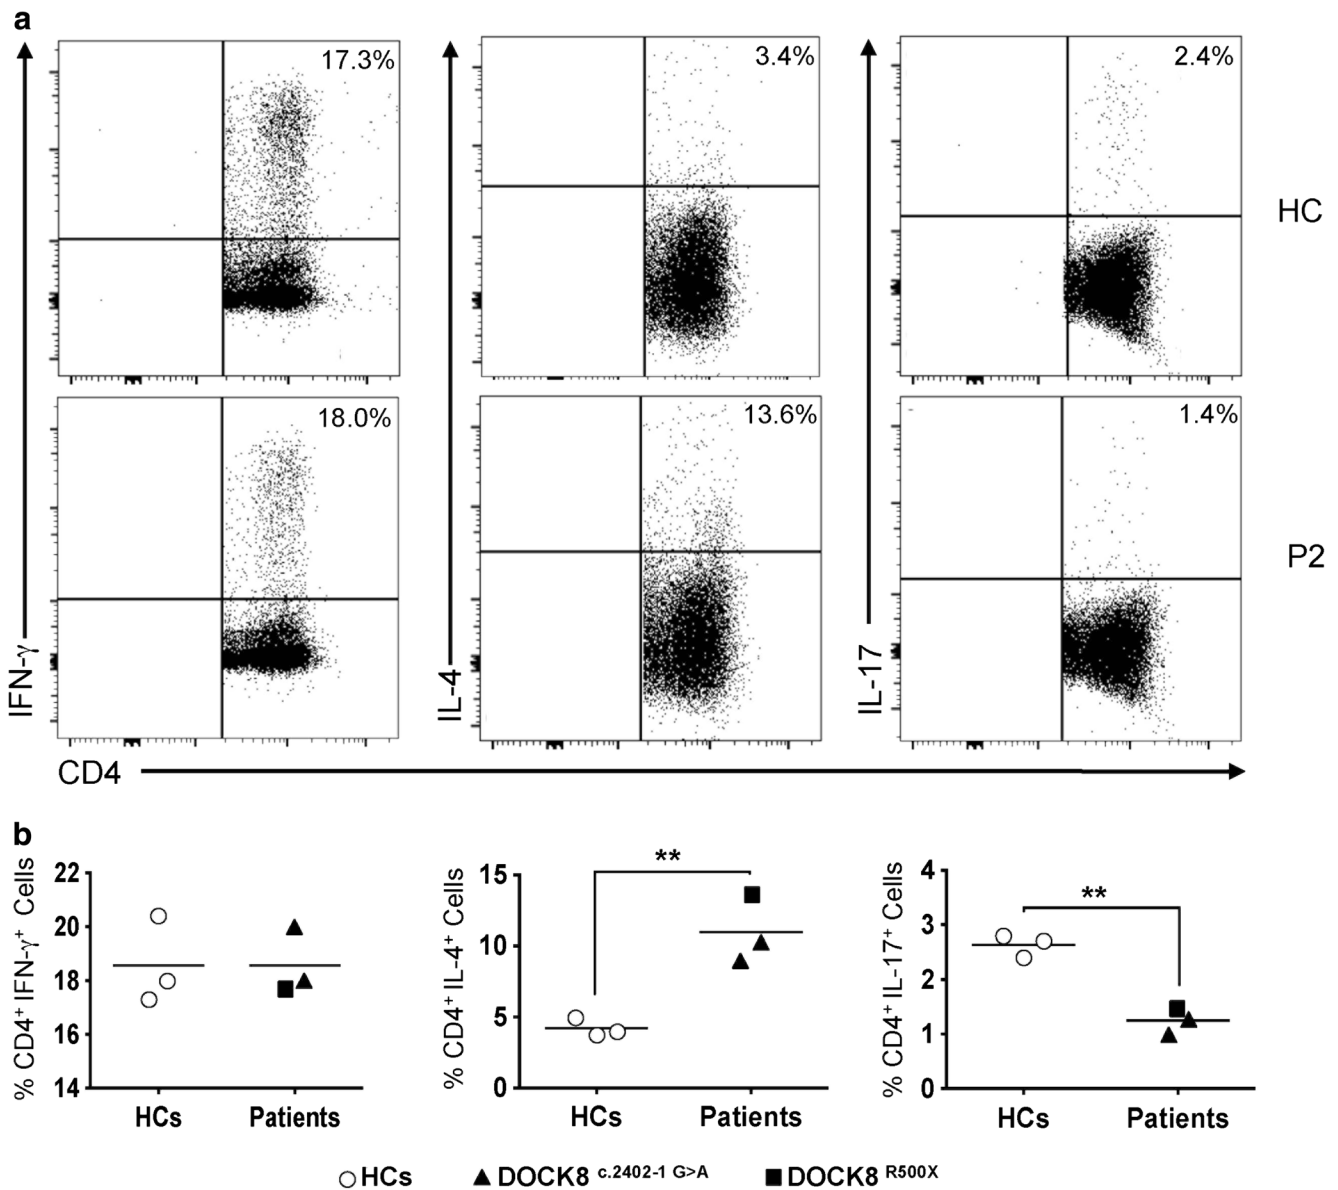 a
17.3% 3.4% 2.4%
HC
18.0% 13.6% 1.4%
P2
IFN-γ IL-4 IL-17
CD4
b
% CD4⁺ IFN-γ⁺ Cells
22
20
18
16
14
HCs Patients
% CD4⁺ IL-4⁺ Cells
15
10
5
0
**
HCs Patients
% CD4⁺ IL-17⁺ Cells
4
3
2
1
0
**
HCs Patients
HCs DOCK8 c.2402-1 G>A DOCK8 R500X